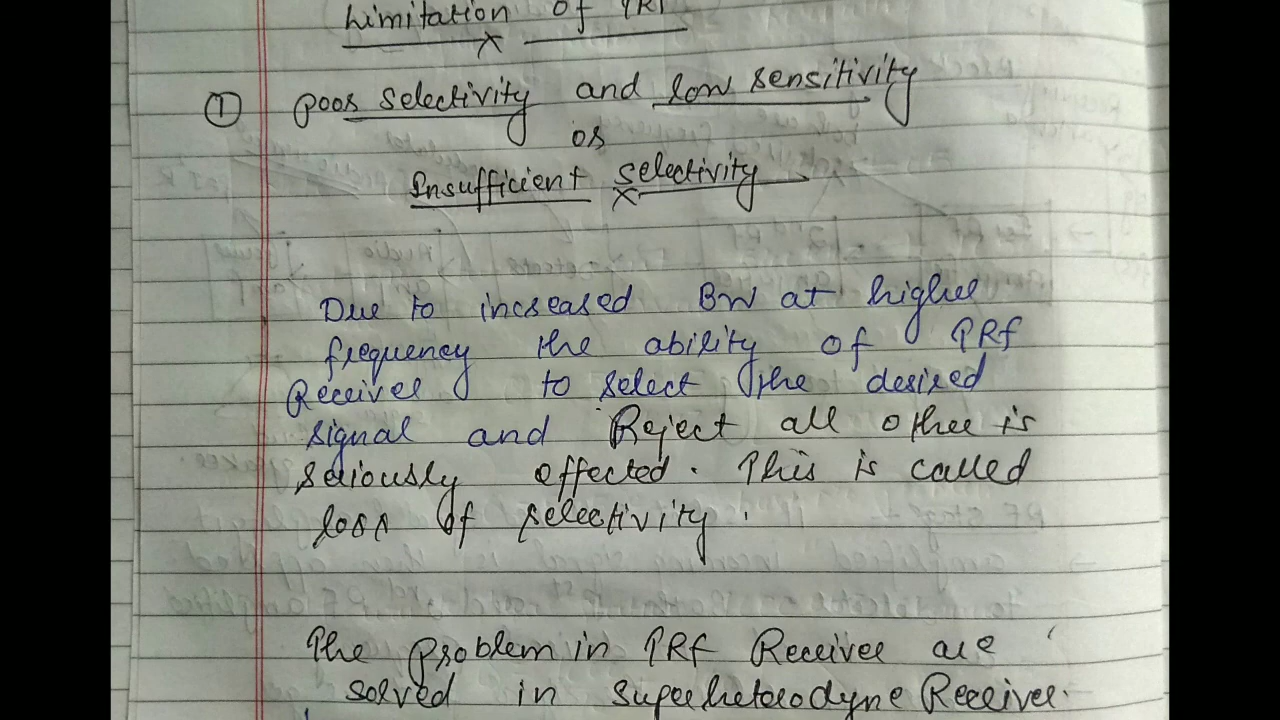 Limitation of TRF
① poor selectivity and low sensitivity
or
Insufficient selectivity
Due to increased BW at higher
frequency the ability of TRf
Receiver to select the desired
signal and Reject all other is
seriously effected. This is called
loss of selectivity.
The problem in TRf Receiver are
solved in superheterodyne Receiver.